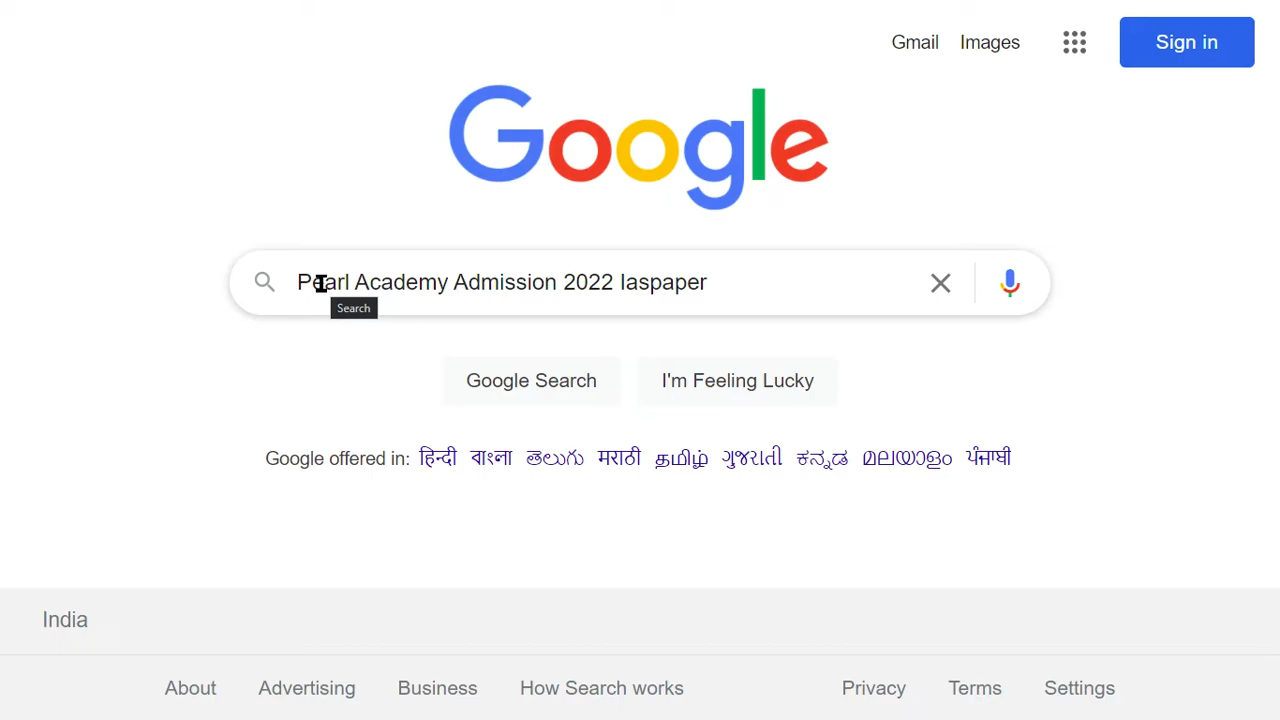 Gmail Images Sign in
Google
Pearl Academy Admission 2022 Iaspaper
Search
Google Search I'm Feeling Lucky
Google offered in: हिन्दी বাংলা తెలుగు मराठी தமிழ் ગુજરાતી ಕನ್ನಡ മലയാളം ਪੰਜਾਬੀ
India
About Advertising Business How Search works Privacy Terms Settings